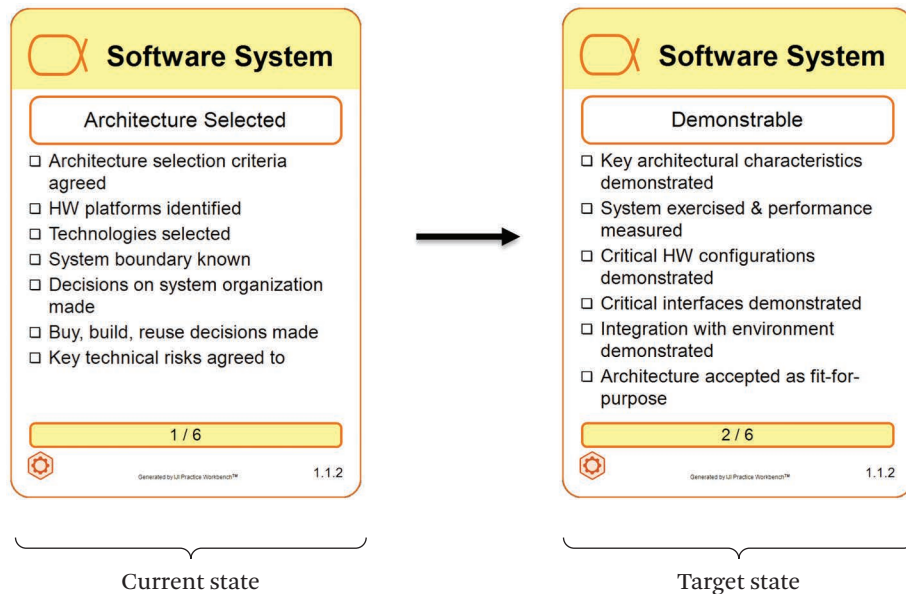 Software System
Architecture Selected
☐ Architecture selection criteria
agreed
☐ HW platforms identified
☐ Technologies selected
☐ System boundary known
☐ Decisions on system organization
made
☐ Buy, build, reuse decisions made
☐ Key technical risks agreed to
1 / 6
Generated by IJI Practice Workbench™
1.1.2
Current state
Software System
Demonstrable
☐ Key architectural characteristics
demonstrated
☐ System exercised & performance
measured
☐ Critical HW configurations
demonstrated
☐ Critical interfaces demonstrated
☐ Integration with environment
demonstrated
☐ Architecture accepted as fit-for-
purpose
2 / 6
Generated by IJI Practice Workbench™
1.1.2
Target state